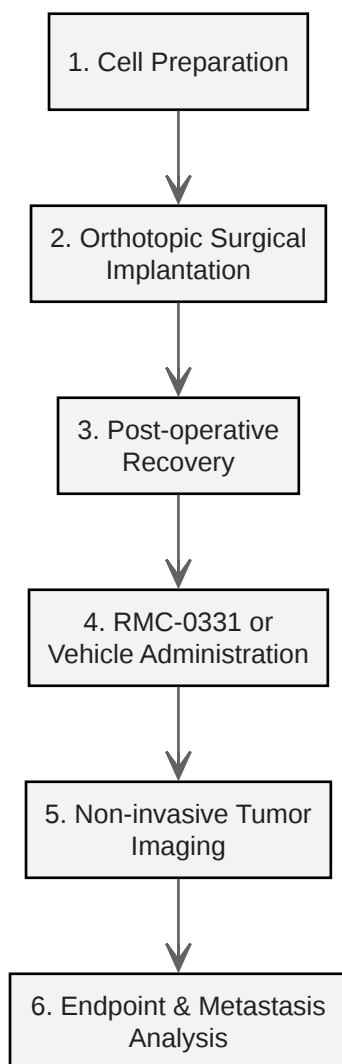 1. Cell Preparation
2. Orthotopic Surgical
Implantation
3. Post-operative
Recovery
4. RMC-0331 or
Vehicle Administration
5. Non-invasive Tumor
Imaging
6. Endpoint & Metastasis
Analysis